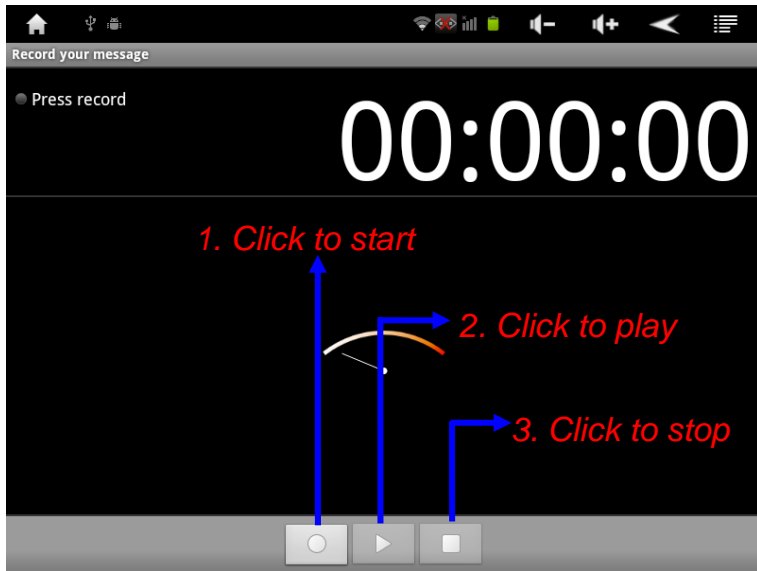 Record your message
Press record
00:00:00
1. Click to start
2. Click to play
3. Click to stop